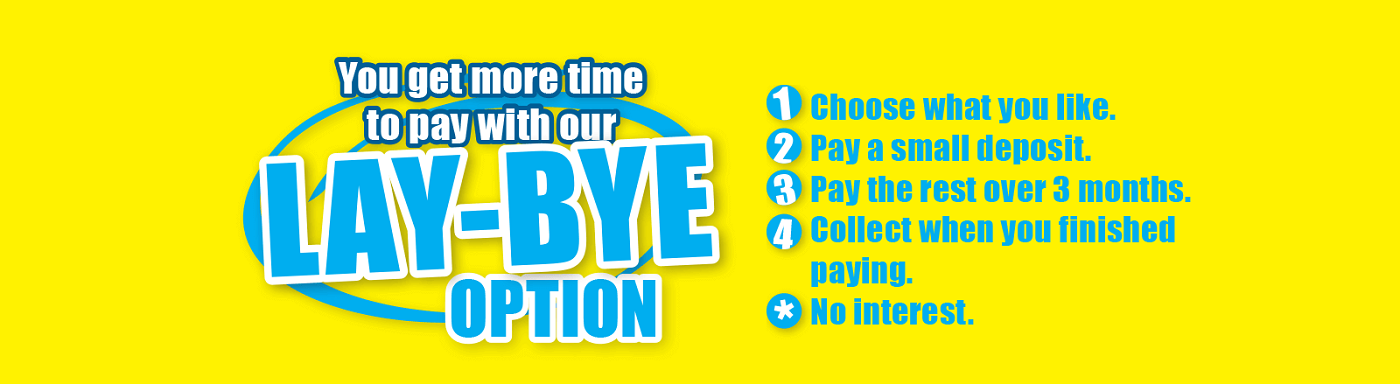 You get more time
to pay with our
LAY-BYE
OPTION
1 Choose what you like.
2 Pay a small deposit.
3 Pay the rest over 3 months.
4 Collect when you finished
paying.
* No interest.